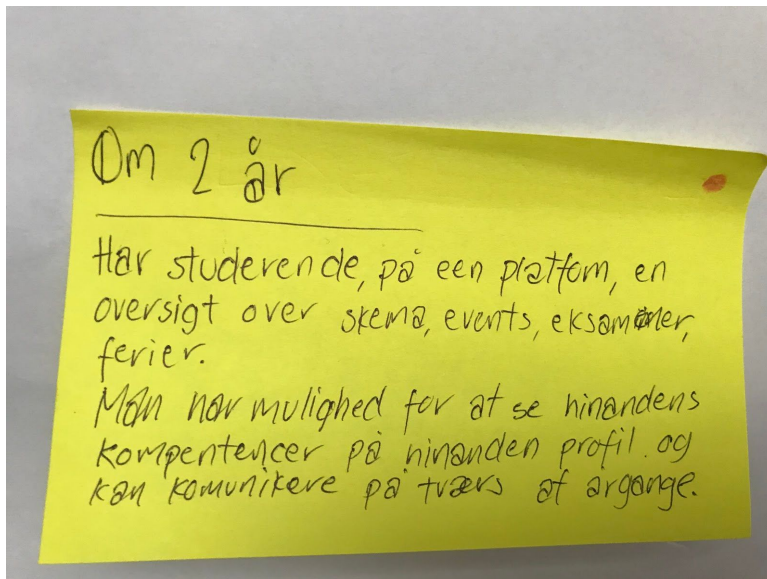 Om 2 år
Har studerende, på een platfom, en
oversigt over skema, events, eksamener,
ferier.
Man har mulighed for at se hinandens
kompentencer på hinanden profil. og
kan komunikere på tværs af argange.